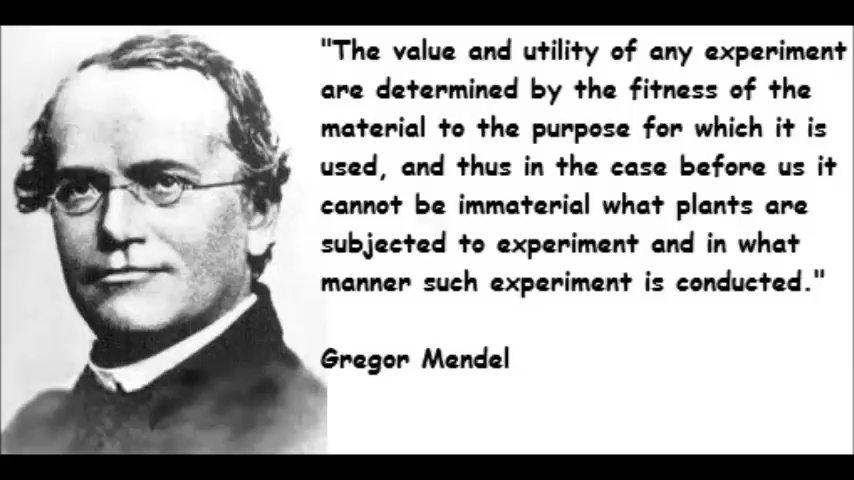 "The value and utility of any experiment
are determined by the fitness of the
material to the purpose for which it is
used, and thus in the case before us it
cannot be immaterial what plants are
subjected to experiment and in what
manner such experiment is conducted."
Gregor Mendel